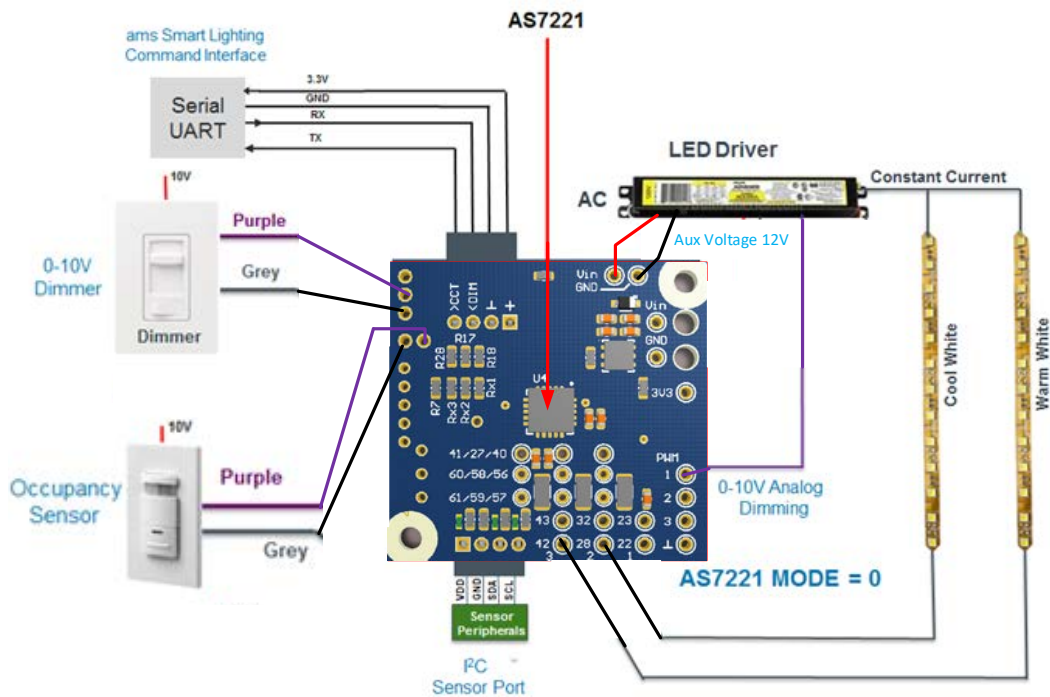 AS7221
ams Smart Lighting
Command Interface
Serial
UART
3.3V
GND
RX
TX
LED Driver
AC
Constant Current
Aux Voltage 12V
10V
Purple
Grey
0-10V
Dimmer
Dimmer
>CCT
<DIM
⊥
+
R17
R28
R18
R7
Rx3
Rx2
Rx1
U4
Vin
GND
Vin
GND
3V3
41/27/40
60/58/56
61/59/57
PWM
1
2
3
⊥
43
32
23
42
28
22
3
2
1
Cool White
Warm White
10V
Purple
Grey
Occupancy
Sensor
0-10V Analog
Dimming
AS7221 MODE = 0
VDD
GND
SDA
SCL
Sensor
Peripherals
I²C
Sensor Port